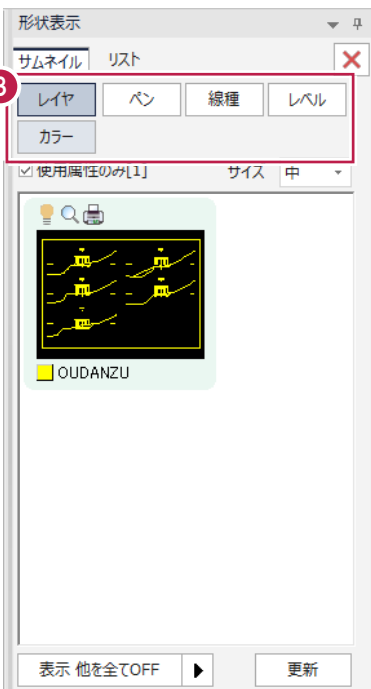 形状表示
サムネイル リスト
レイヤ ペン 線種 レベル
カラー
使用属性のみ[1] サイズ 中
OUDANZU
表示 他を全てOFF 更新